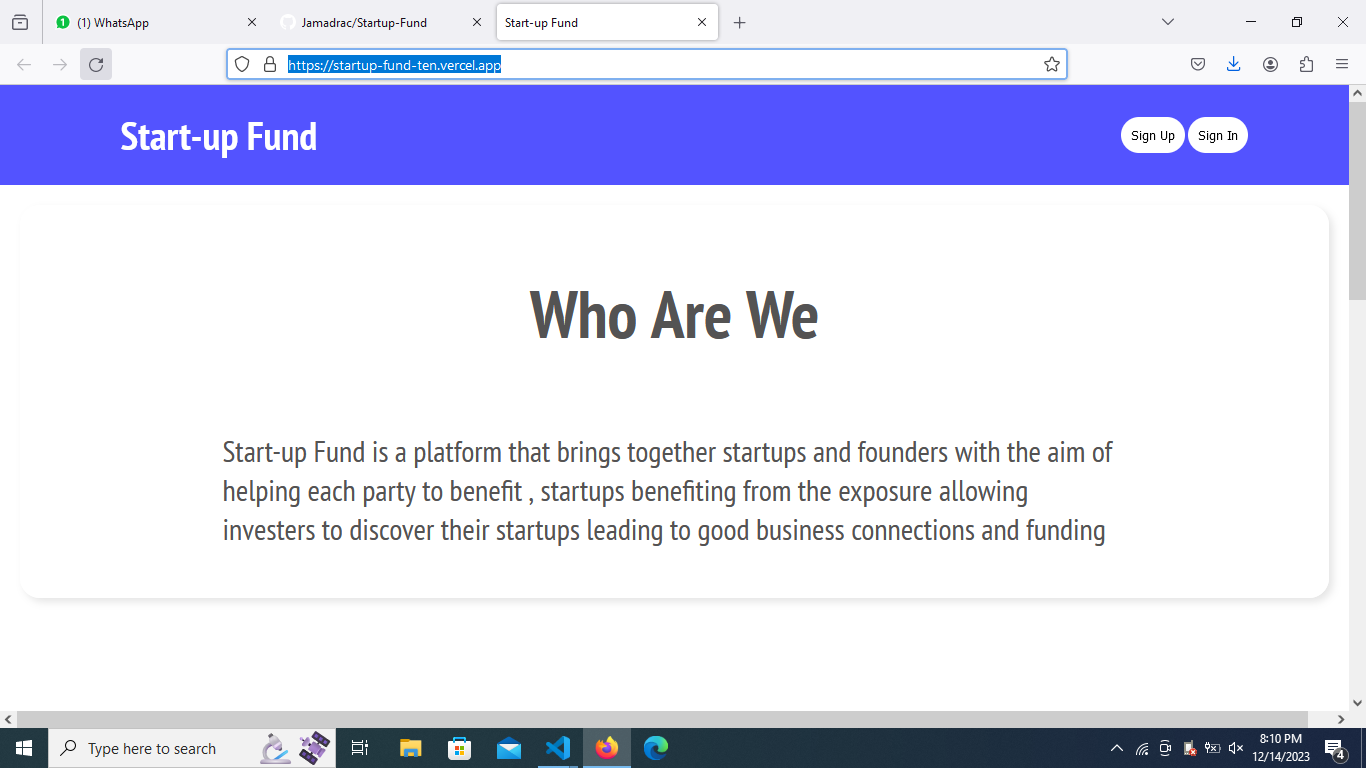 (1) WhatsApp
Jamadrac/Startup-Fund
Start-up Fund
https://startup-fund-ten.vercel.app
Start-up Fund
Sign Up
Sign In
Who Are We
Start-up Fund is a platform that brings together startups and founders with the aim of
helping each party to benefit , startups benefiting from the exposure allowing
investers to discover their startups leading to good business connections and funding
Type here to search
8:10 PM
12/14/2023
4